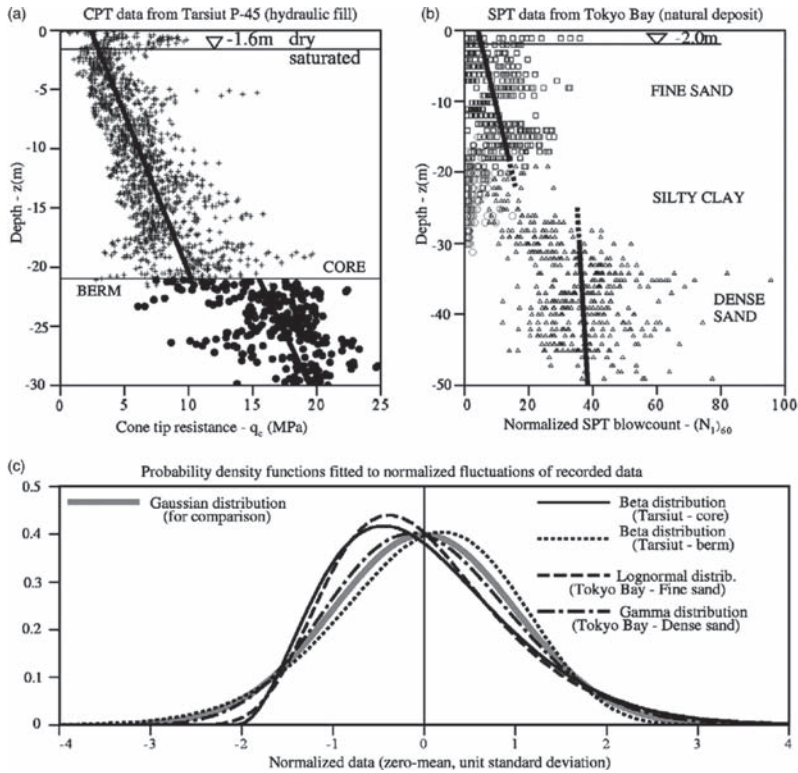 (a) CPT data from Tarsiut P-45 (hydraulic fill)
0
-1.6m dry
saturated
-5
-10
-15
-20
-25
-30
Depth - z(m)
CORE
BERM
0 5 10 15 20 25
Cone tip resistance - qc (MPa)
(b) SPT data from Tokyo Bay (natural deposit)
0
-2.0m
-10
-20
-30
-40
-50
Depth - z(m)
FINE SAND
SILTY CLAY
DENSE
SAND
0 20 40 60 80 100
Normalized SPT blowcount - (N1)60
(c) Probability density functions fitted to normalized fluctuations of recorded data
0.5
0.4
0.3
0.2
0.1
0
Gaussian distribution
(for comparison)
Beta distribution
(Tarsiut - core)
Beta distribution
(Tarsiut - berm)
Lognormal distrib.
(Tokyo Bay - Fine sand)
Gamma distribution
(Tokyo Bay - Dense sand)
-4 -3 -2 -1 0 1 2 3 4
Normalized data (zero-mean, unit standard deviation)